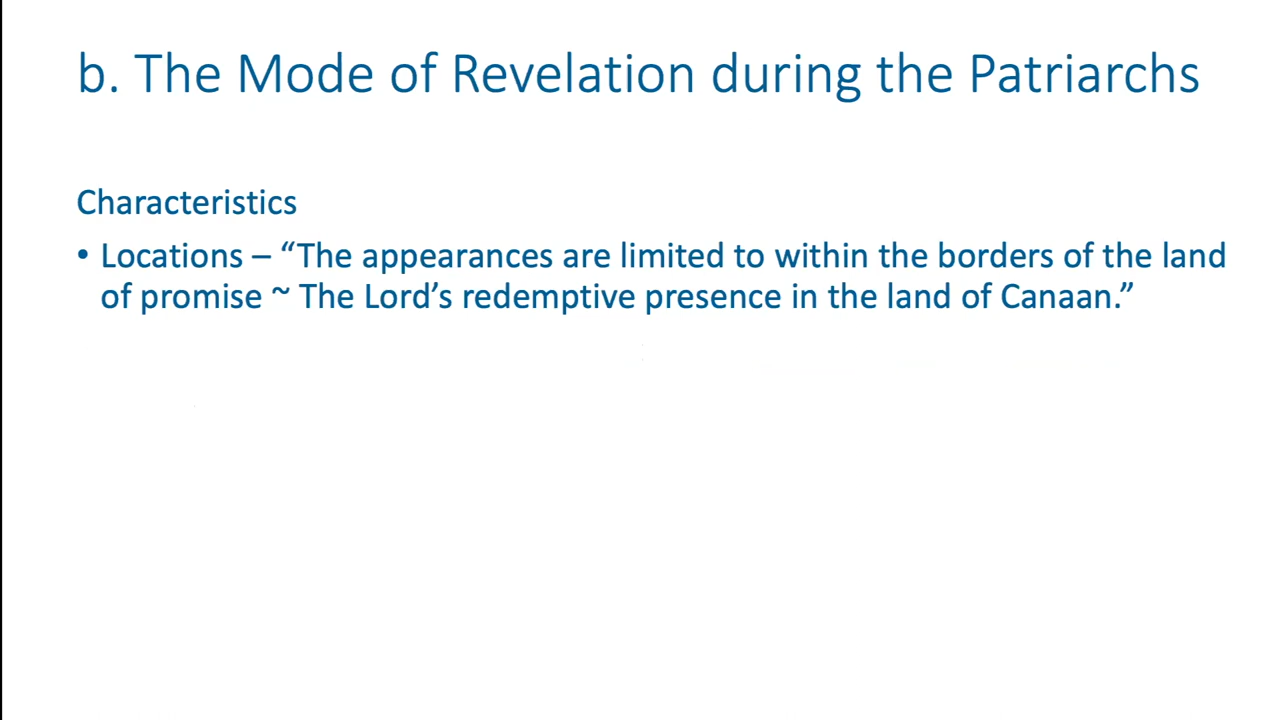 b. The Mode of Revelation during the Patriarchs
Characteristics
• Locations – “The appearances are limited to within the borders of the land
of promise ~ The Lord’s redemptive presence in the land of Canaan.”